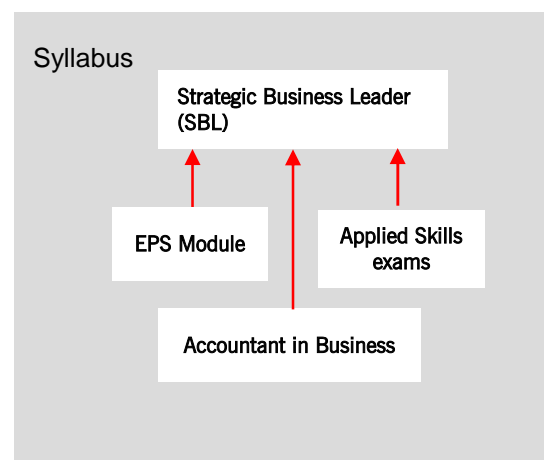 Syllabus
Strategic Business Leader
(SBL)
EPS Module
Applied Skills
exams
Accountant in Business